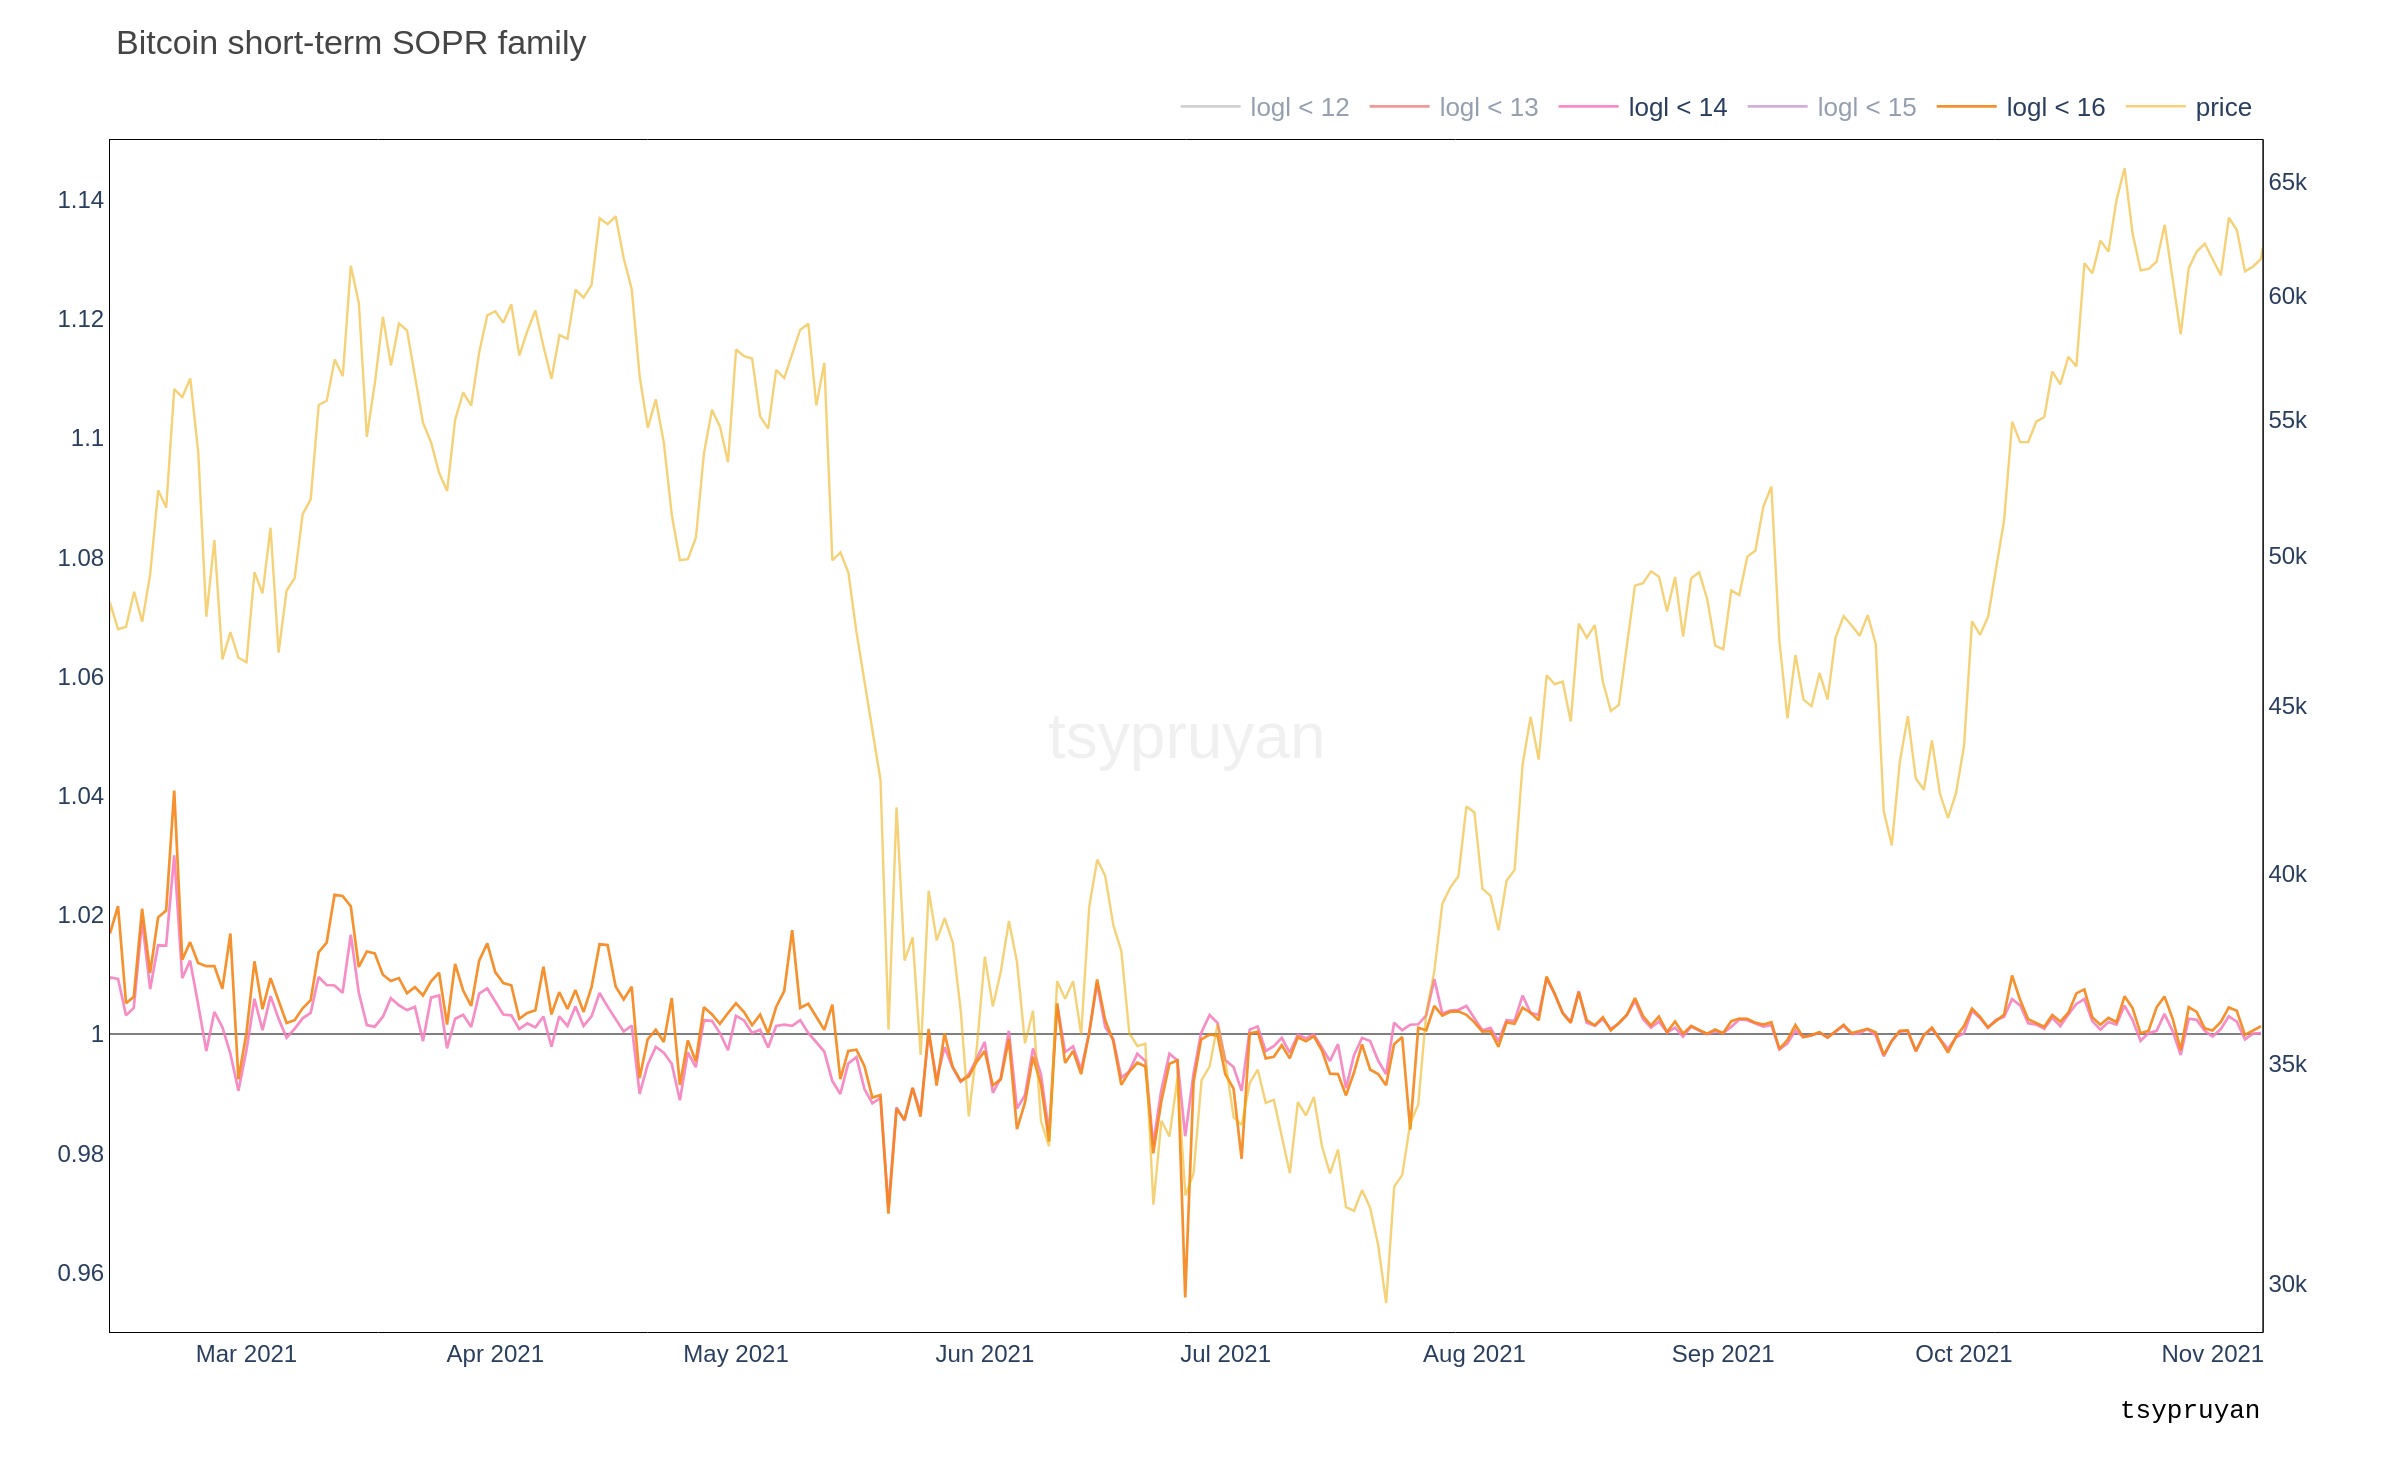 Bitcoin short-term SOPR family
logl < 12 logl < 13 logl < 14 logl < 15 logl < 16 price
1.14
1.12
1.1
1.08
1.06
1.04
1.02
1
0.98
0.96
65k
60k
55k
50k
45k
40k
35k
30k
tsypruyan
Mar 2021 Apr 2021 May 2021 Jun 2021 Jul 2021 Aug 2021 Sep 2021 Oct 2021 Nov 2021
tsypruyan